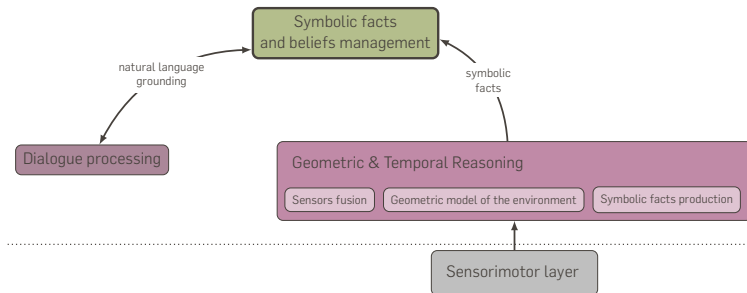 Symbolic facts
and beliefs management
natural language
grounding
symbolic
facts
Dialogue processing
Geometric & Temporal Reasoning
Sensors fusion
Geometric model of the environment
Symbolic facts production
Sensorimotor layer